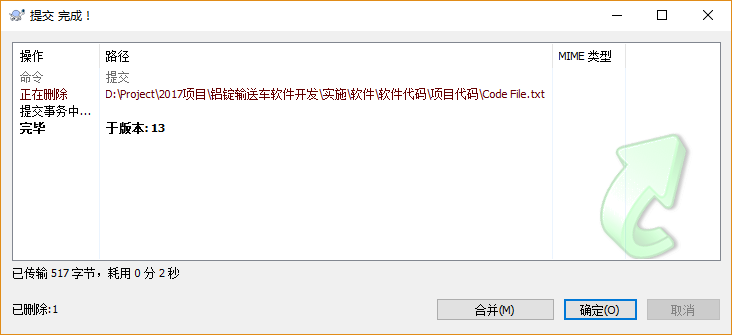 提交 完成！
操作 路径 MIME 类型
命令 提交
正在删除 D:\Project\2017项目\铝锭输送车软件开发\实施\软件\软件代码\项目代码\Code File.txt
提交事务中...
完毕 于版本: 13
已传输 517 字节，耗用 0 分 2 秒
已删除:1 合并(M) 确定(O) 取消